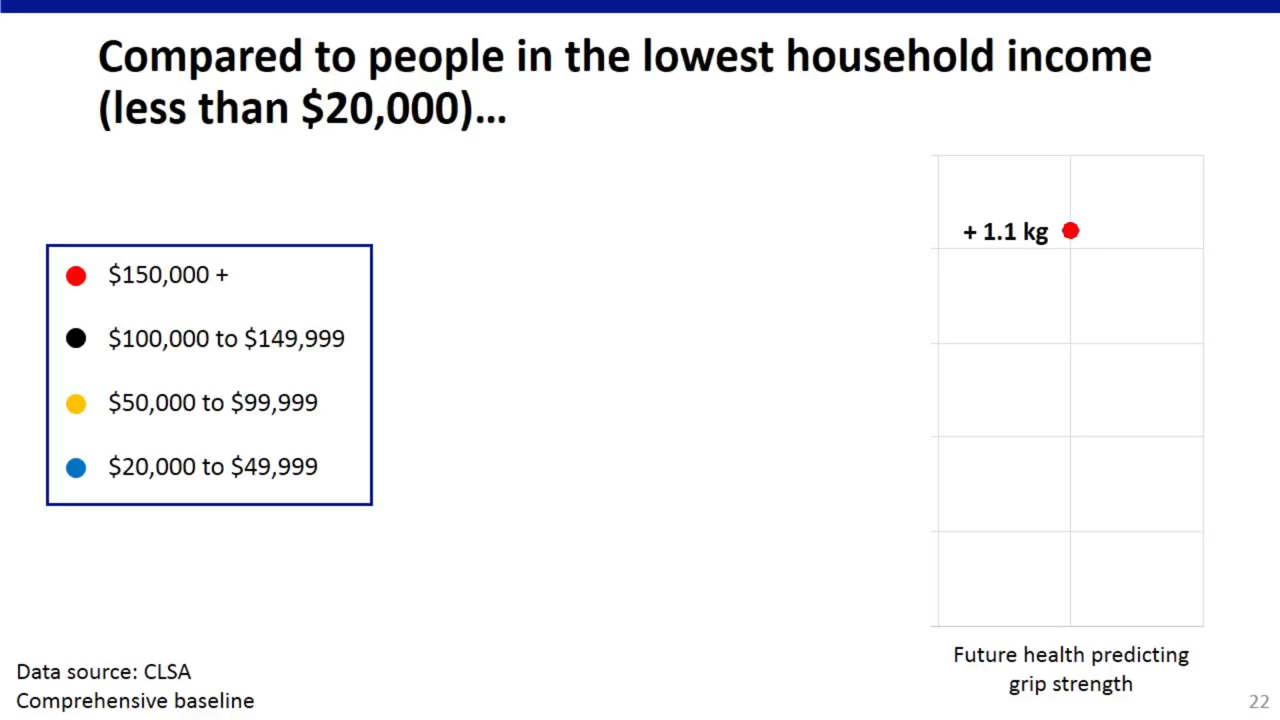 Compared to people in the lowest household income
(less than $20,000)...
+ 1.1 kg
$150,000 +
$100,000 to $149,999
$50,000 to $99,999
$20,000 to $49,999
Future health predicting
grip strength
Data source: CLSA
Comprehensive baseline
22